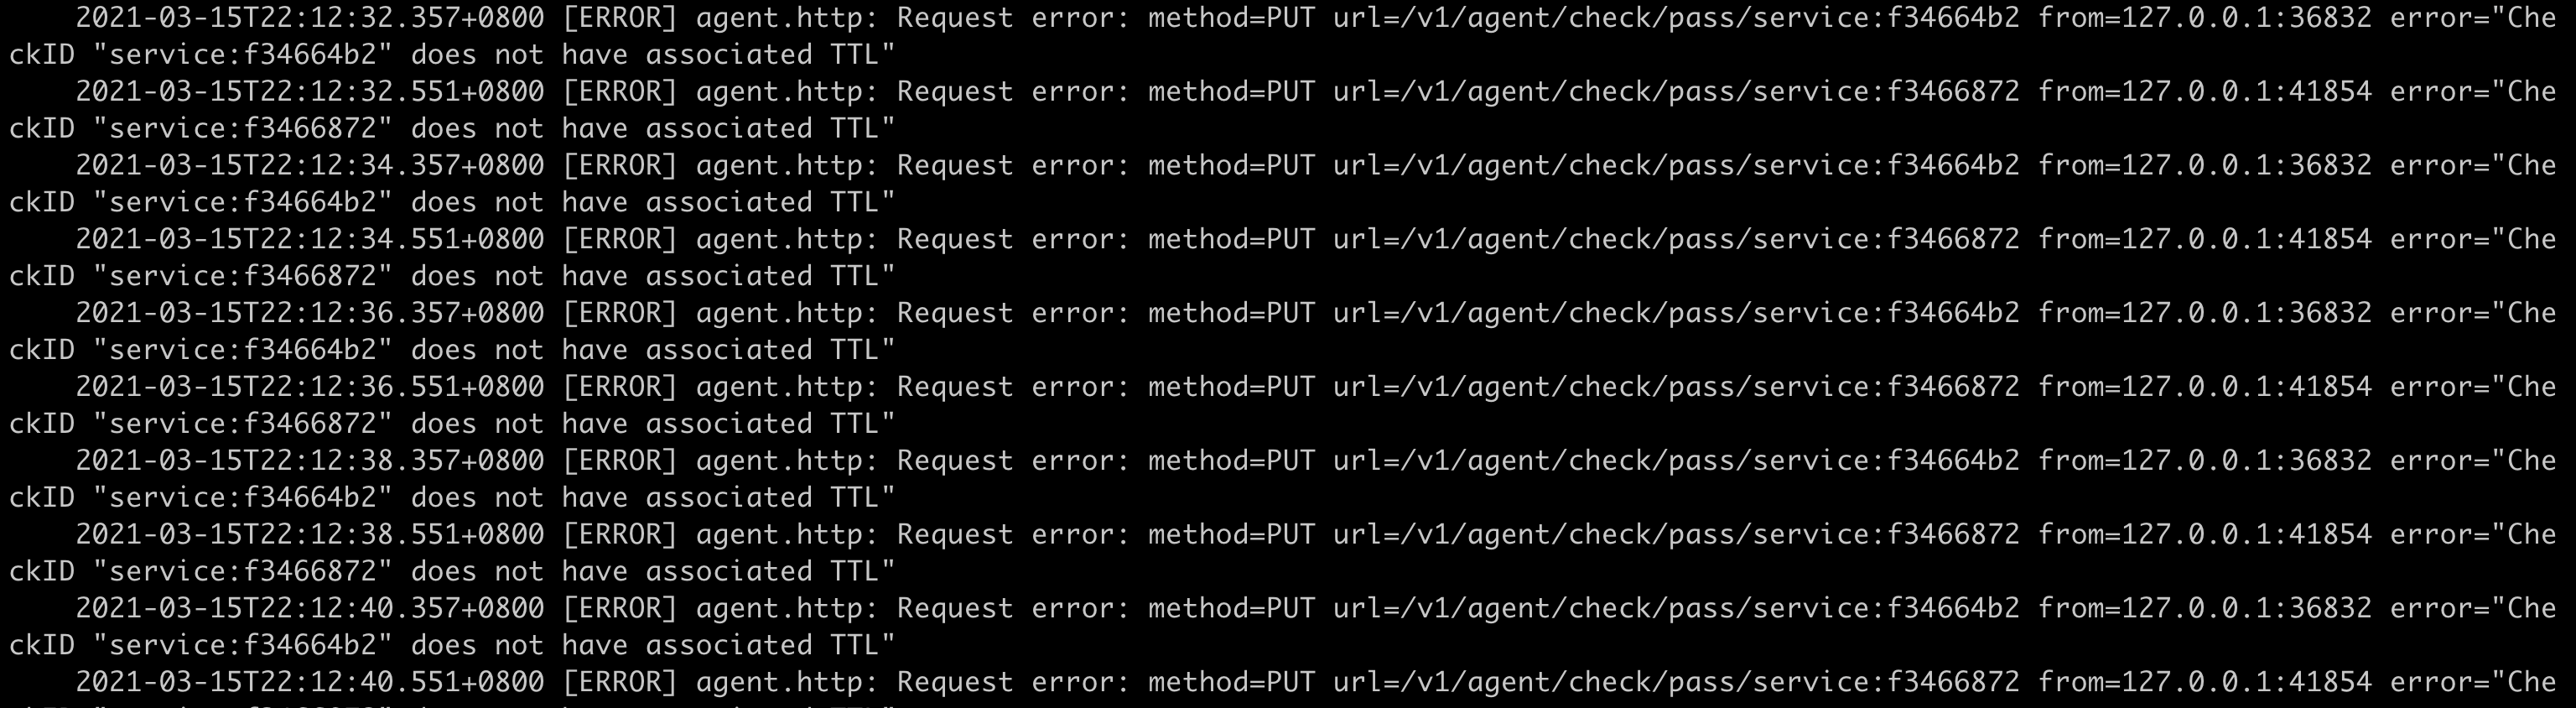 2021-03-15T22:12:32.357+0800 [ERROR] agent.http: Request error: method=PUT url=/v1/agent/check/pass/service:f34664b2 from=127.0.0.1:36832 error="Che
ckID "service:f34664b2" does not have associated TTL"
2021-03-15T22:12:32.551+0800 [ERROR] agent.http: Request error: method=PUT url=/v1/agent/check/pass/service:f3466872 from=127.0.0.1:41854 error="Che
ckID "service:f3466872" does not have associated TTL"
2021-03-15T22:12:34.357+0800 [ERROR] agent.http: Request error: method=PUT url=/v1/agent/check/pass/service:f34664b2 from=127.0.0.1:36832 error="Che
ckID "service:f34664b2" does not have associated TTL"
2021-03-15T22:12:34.551+0800 [ERROR] agent.http: Request error: method=PUT url=/v1/agent/check/pass/service:f3466872 from=127.0.0.1:41854 error="Che
ckID "service:f3466872" does not have associated TTL"
2021-03-15T22:12:36.357+0800 [ERROR] agent.http: Request error: method=PUT url=/v1/agent/check/pass/service:f34664b2 from=127.0.0.1:36832 error="Che
ckID "service:f34664b2" does not have associated TTL"
2021-03-15T22:12:36.551+0800 [ERROR] agent.http: Request error: method=PUT url=/v1/agent/check/pass/service:f3466872 from=127.0.0.1:41854 error="Che
ckID "service:f3466872" does not have associated TTL"
2021-03-15T22:12:38.357+0800 [ERROR] agent.http: Request error: method=PUT url=/v1/agent/check/pass/service:f34664b2 from=127.0.0.1:36832 error="Che
ckID "service:f34664b2" does not have associated TTL"
2021-03-15T22:12:38.551+0800 [ERROR] agent.http: Request error: method=PUT url=/v1/agent/check/pass/service:f3466872 from=127.0.0.1:41854 error="Che
ckID "service:f3466872" does not have associated TTL"
2021-03-15T22:12:40.357+0800 [ERROR] agent.http: Request error: method=PUT url=/v1/agent/check/pass/service:f34664b2 from=127.0.0.1:36832 error="Che
ckID "service:f34664b2" does not have associated TTL"
2021-03-15T22:12:40.551+0800 [ERROR] agent.http: Request error: method=PUT url=/v1/agent/check/pass/service:f3466872 from=127.0.0.1:41854 error="Che